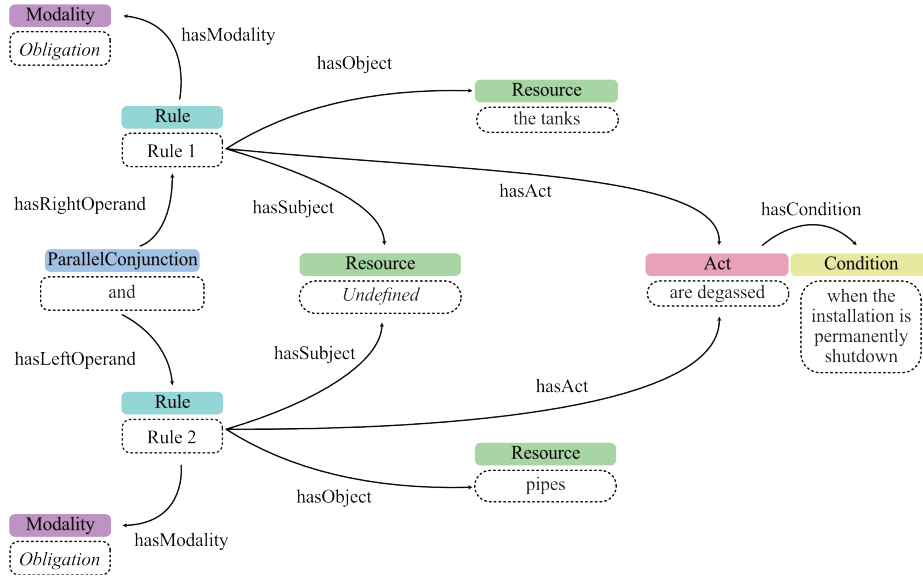 Modality
Obligation
hasModality
hasObject
Resource
the tanks
Rule
Rule 1
hasAct
hasRightOperand
hasSubject
hasCondition
ParallelConjunction
and
Resource
Undefined
Act
are degassed
Condition
when the
installation is
permanently
shutdown
hasLeftOperand
hasSubject
hasAct
Rule
Rule 2
Resource
pipes
hasObject
Modality
Obligation
hasModality